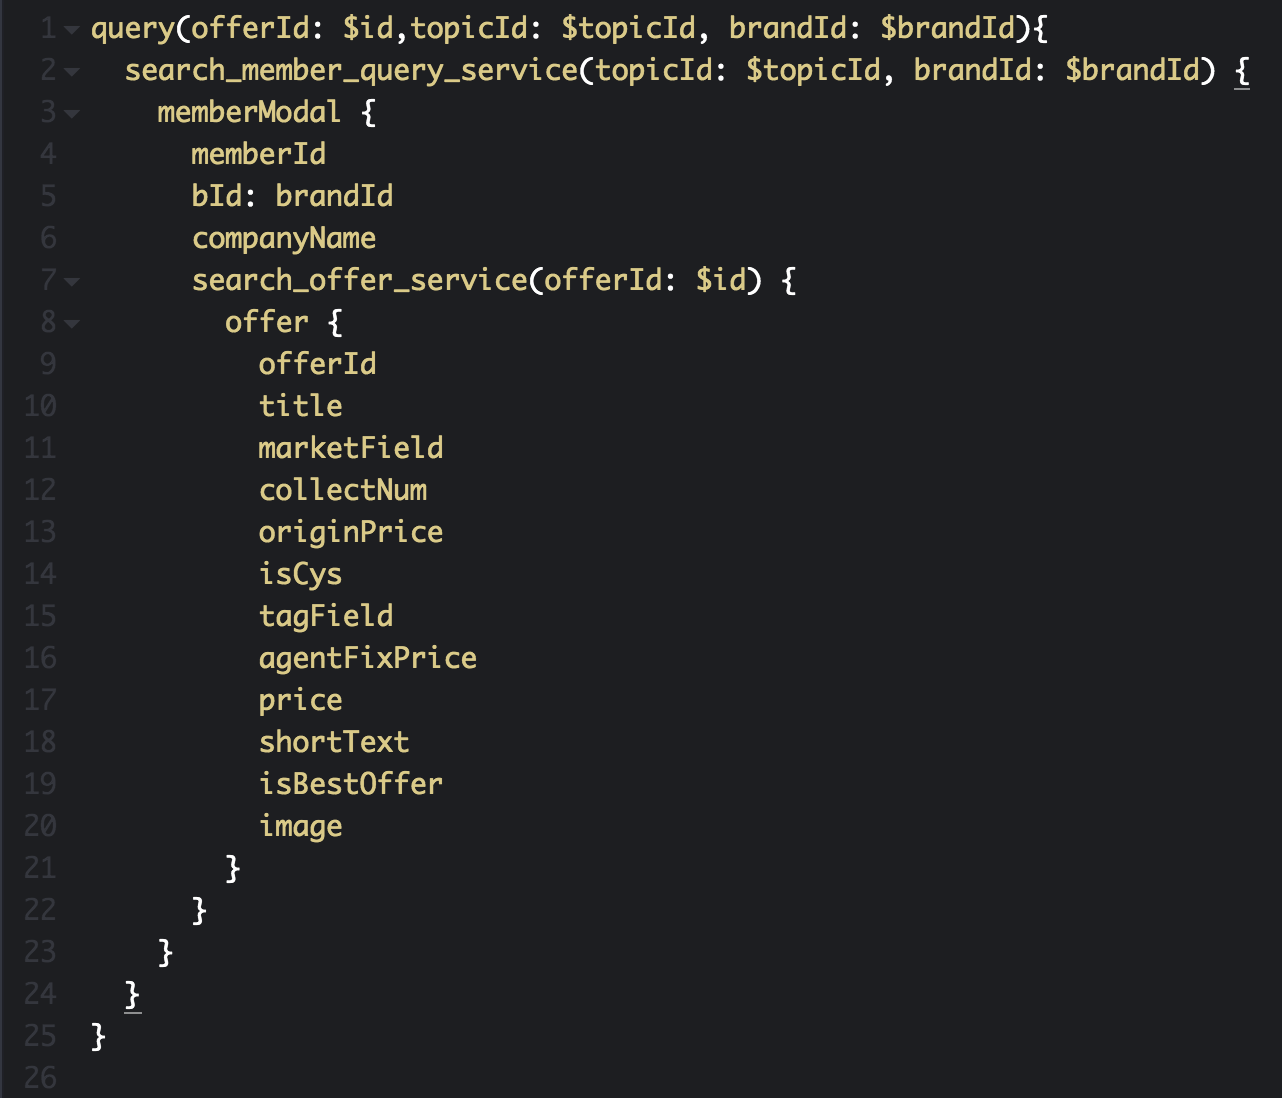 1 query(offerId: $id,topicId: $topicId, brandId: $brandId){
2 search_member_query_service(topicId: $topicId, brandId: $brandId) {
3 memberModal {
4 memberId
5 bId: brandId
6 companyName
7 search_offer_service(offerId: $id) {
8 offer {
9 offerId
10 title
11 marketField
12 collectNum
13 originPrice
14 isCys
15 tagField
16 agentFixPrice
17 price
18 shortText
19 isBestOffer
20 image
21 }
22 }
23 }
24 }
25 }
26